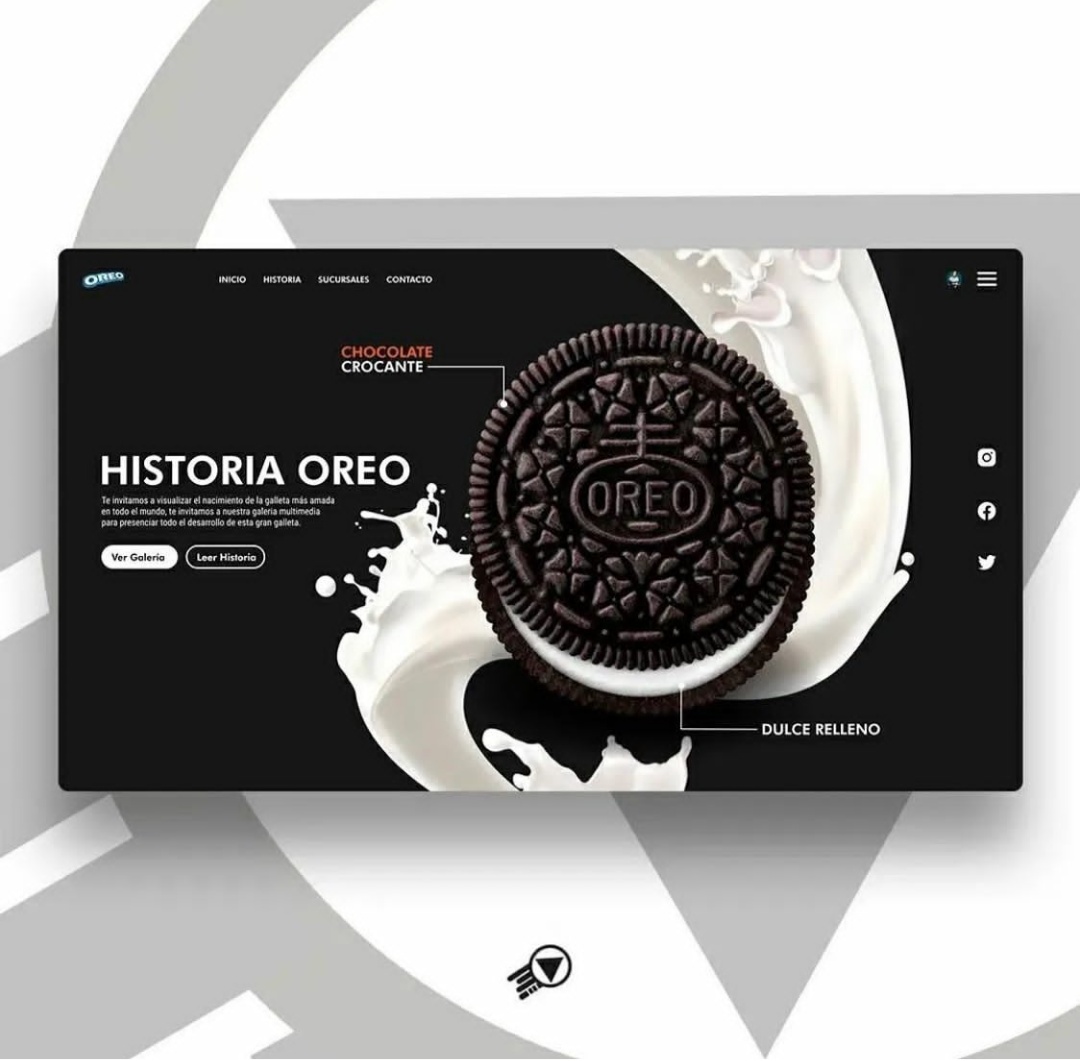 OREO
INICIO HISTORIA SUCURSALES CONTACTO
CHOCOLATE
CROCANTE
HISTORIA OREO
Te invitamos a visualizar el nacimiento de la galleta más amada
en todo el mundo, te invitamos a nuestra galeria multimedia
para presenciar todo el desarrollo de esta gran galleta.
Ver Galería Leer Historia
OREO
DULCE RELLENO